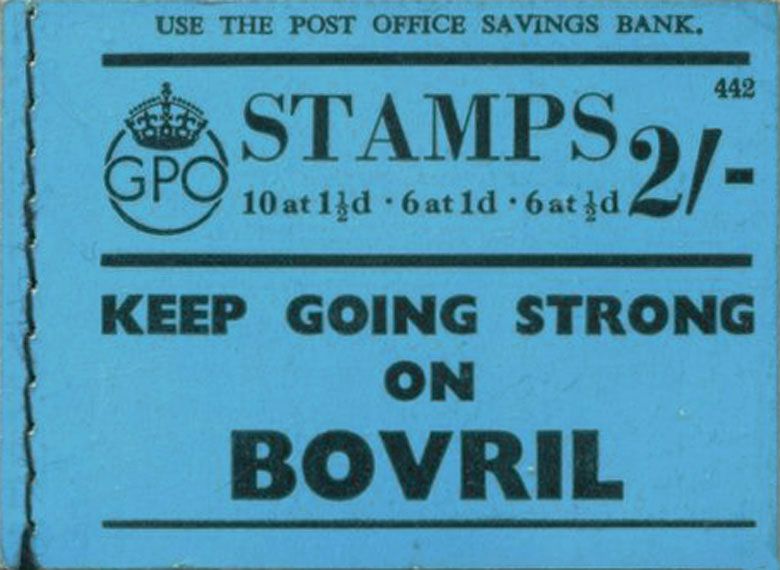 USE THE POST OFFICE SAVINGS BANK.
442
GPO
STAMPS 2/-
10 at 1½d · 6 at 1d · 6 at ½d
KEEP GOING STRONG
ON
BOVRIL